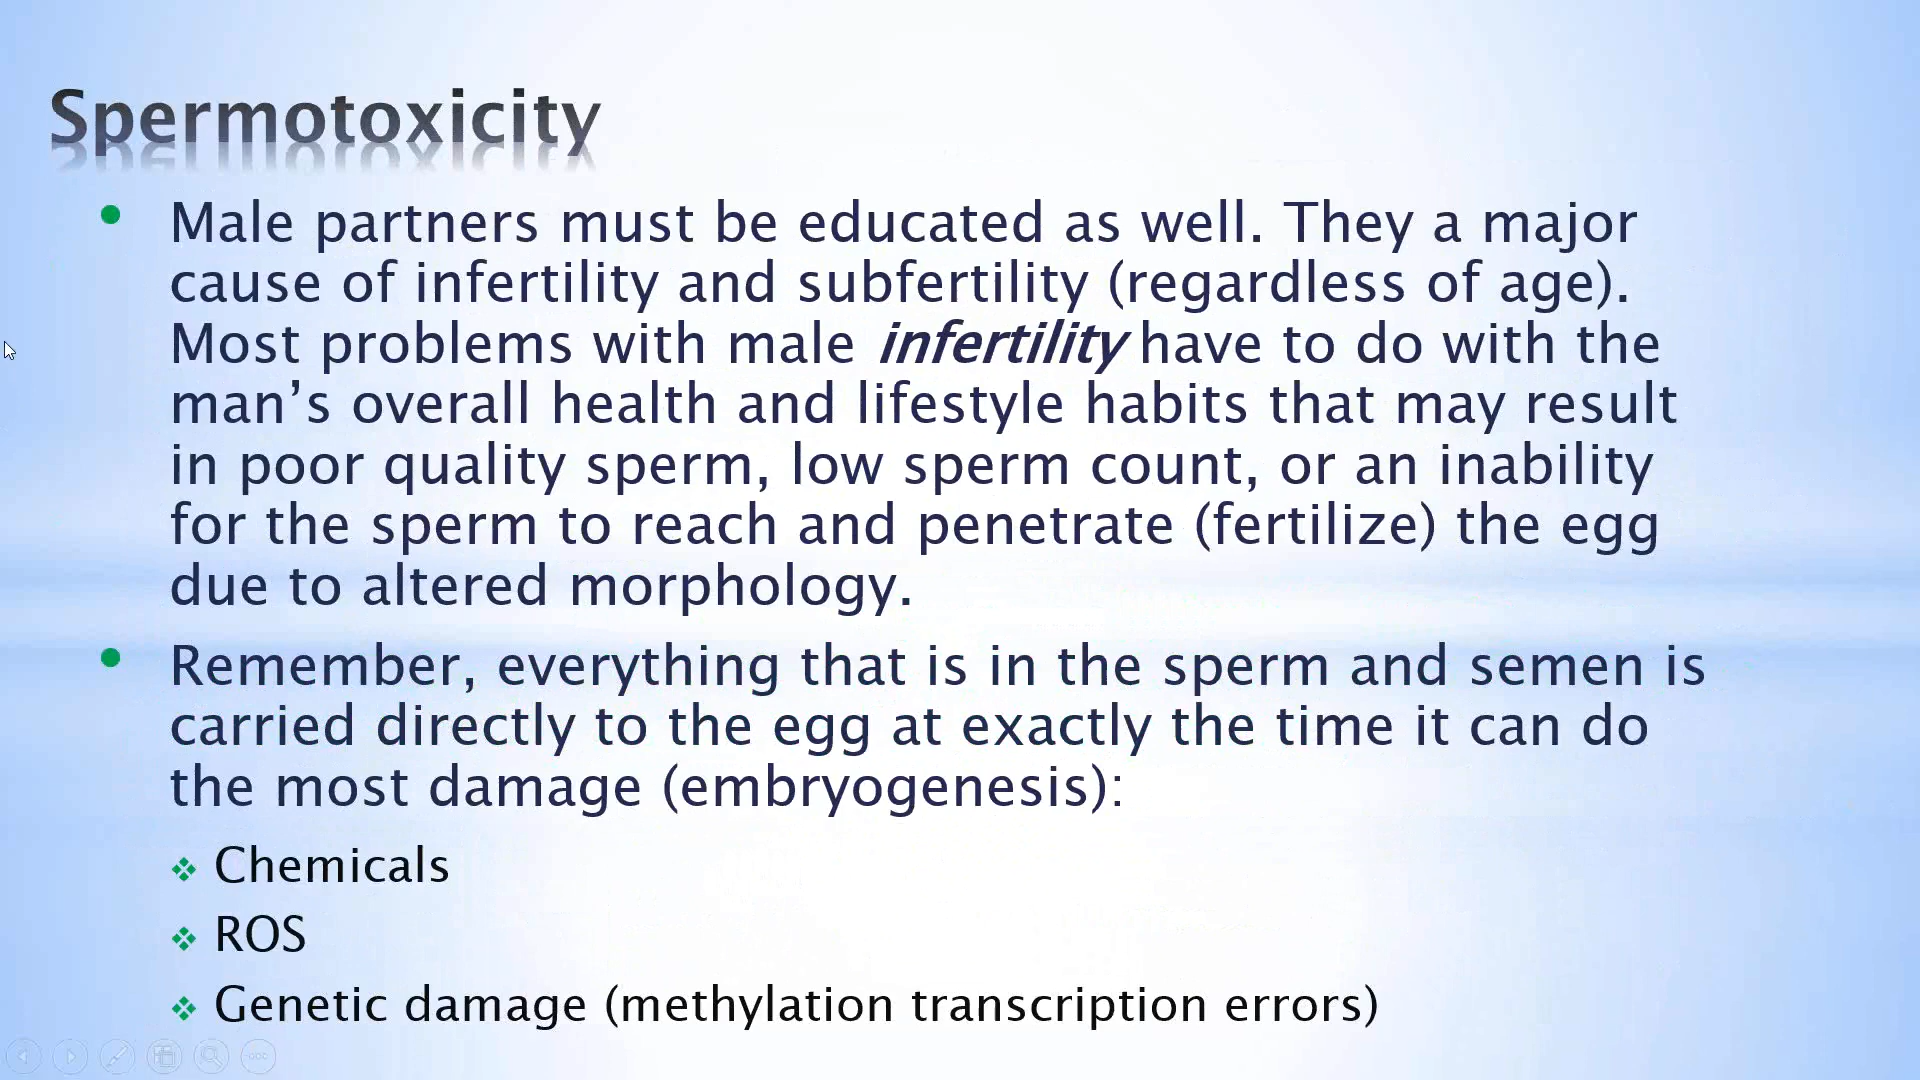 Spermotoxicity
• Male partners must be educated as well. They a major
cause of infertility and subfertility (regardless of age).
Most problems with male infertility have to do with the
man’s overall health and lifestyle habits that may result
in poor quality sperm, low sperm count, or an inability
for the sperm to reach and penetrate (fertilize) the egg
due to altered morphology.
• Remember, everything that is in the sperm and semen is
carried directly to the egg at exactly the time it can do
the most damage (embryogenesis):
❖ Chemicals
❖ ROS
❖ Genetic damage (methylation transcription errors)